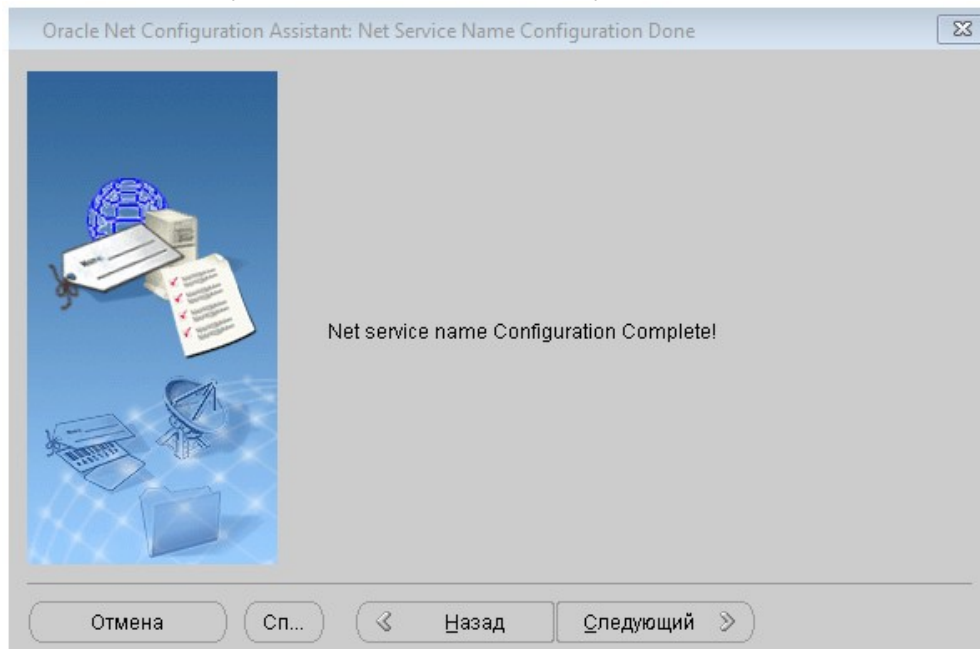 Oracle Net Configuration Assistant: Net Service Name Configuration Done
Net service name Configuration Complete!
Отмена Сп... Назад Следующий